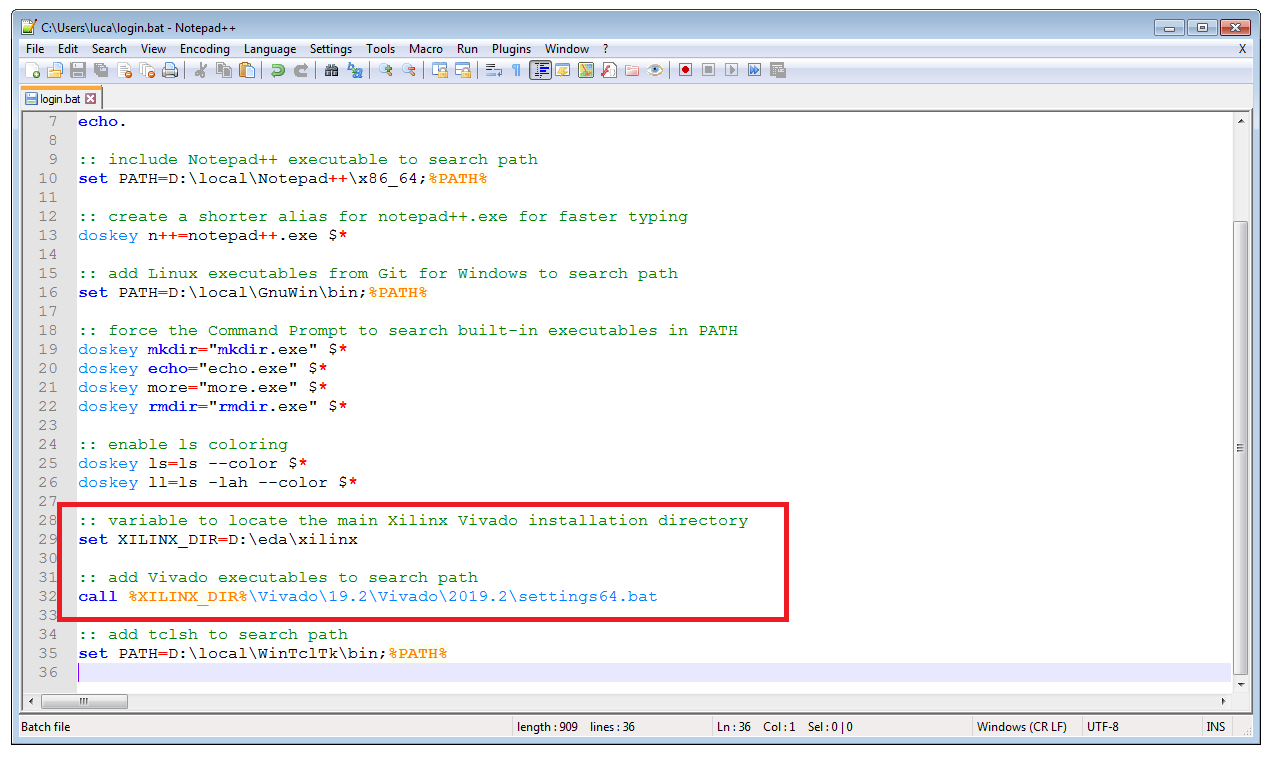 C:\Users\luca\login.bat - Notepad++
File Edit Search View Encoding Language Settings Tools Macro Run Plugins Window ? X
login.bat
7 echo.
8
9 :: include Notepad++ executable to search path
10 set PATH=D:\local\Notepad++\x86_64;%PATH%
11
12 :: create a shorter alias for notepad++.exe for faster typing
13 doskey n++=notepad++.exe $*
14
15 :: add Linux executables from Git for Windows to search path
16 set PATH=D:\local\GnuWin\bin;%PATH%
17
18 :: force the Command Prompt to search built-in executables in PATH
19 doskey mkdir="mkdir.exe" $*
20 doskey echo="echo.exe" $*
21 doskey more="more.exe" $*
22 doskey rmdir="rmdir.exe" $*
23
24 :: enable ls coloring
25 doskey ls=ls --color $*
26 doskey ll=ls -lah --color $*
27
28 :: variable to locate the main Xilinx Vivado installation directory
29 set XILINX_DIR=D:\eda\xilinx
30
31 :: add Vivado executables to search path
32 call %XILINX_DIR%\Vivado\19.2\Vivado\2019.2\settings64.bat
33
34 :: add tclsh to search path
35 set PATH=D:\local\WinTclTk\bin;%PATH%
36
Batch file length : 909 lines : 36 Ln : 36 Col : 1 Sel : 0 | 0 Windows (CR LF) UTF-8 INS